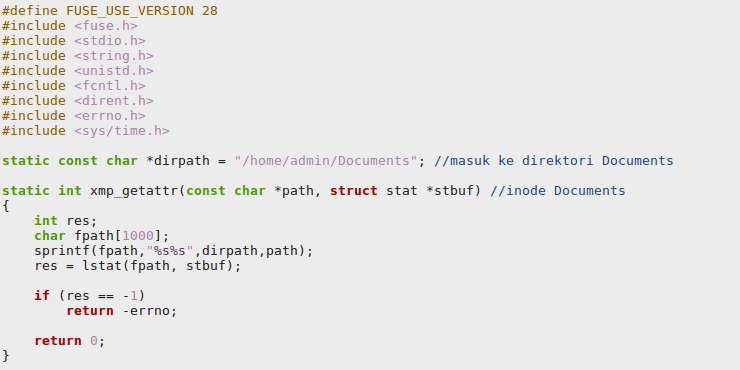 #define FUSE_USE_VERSION 28
#include <fuse.h>
#include <stdio.h>
#include <string.h>
#include <unistd.h>
#include <fcntl.h>
#include <dirent.h>
#include <errno.h>
#include <sys/time.h>

static const char *dirpath = "/home/admin/Documents"; //masuk ke direktori Documents

static int xmp_getattr(const char *path, struct stat *stbuf) //inode Documents
{
    int res;
    char fpath[1000];
    sprintf(fpath,"%s%s",dirpath,path);
    res = lstat(fpath, stbuf);

    if (res == -1)
        return -errno;

    return 0;
}